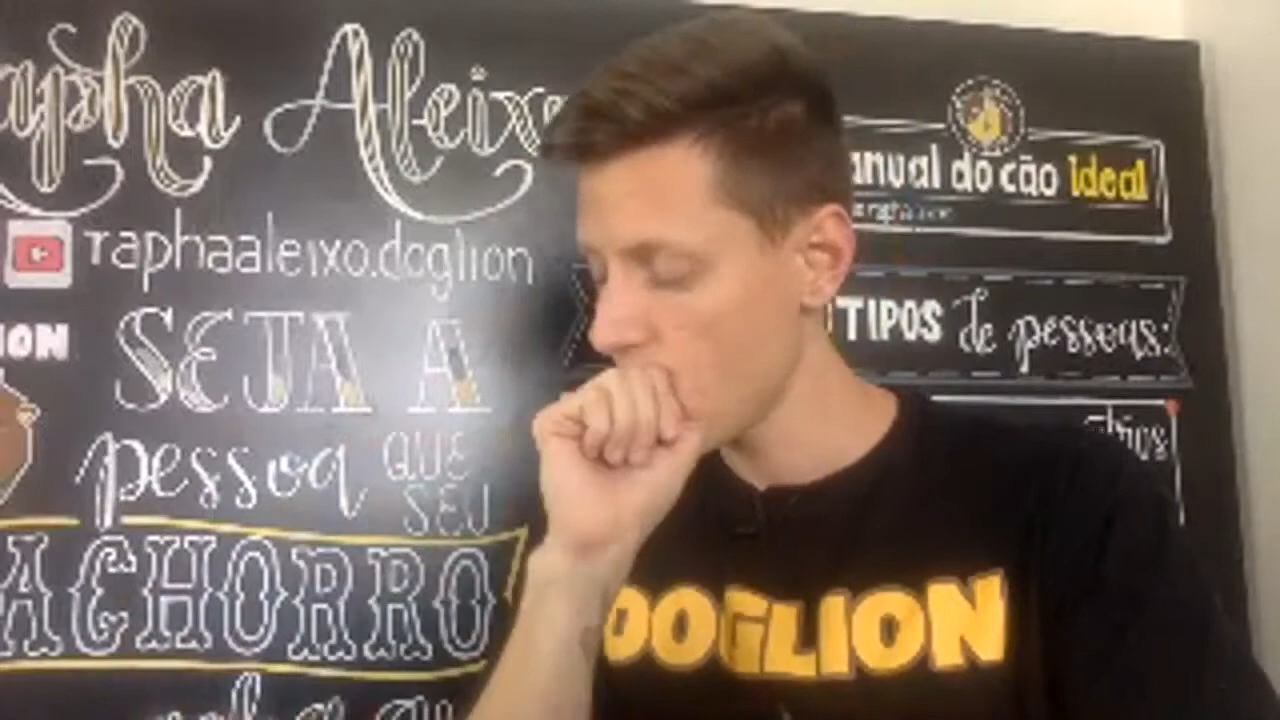 apha Aleixo
raphaaleixo.doglion
ION
SEJA A
pessoa QUE
SEU
ACHORRO
anual do cão Ideal
TIPOS de pessoas:
DOGLION